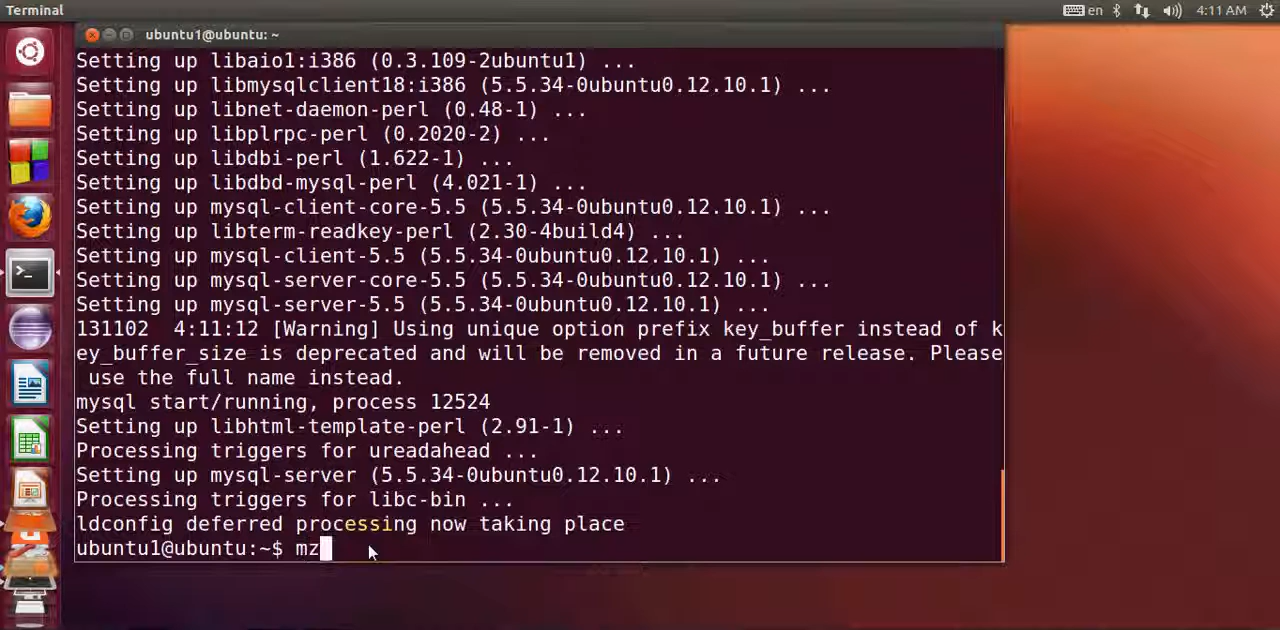 Terminal
en
4:11 AM
ubuntu1@ubuntu: ~
Setting up libaio1:i386 (0.3.109-2ubuntu1) ...
Setting up libmysqlclient18:i386 (5.5.34-0ubuntu0.12.10.1) ...
Setting up libnet-daemon-perl (0.48-1) ...
Setting up libplrpc-perl (0.2020-2) ...
Setting up libdbi-perl (1.622-1) ...
Setting up libdbd-mysql-perl (4.021-1) ...
Setting up mysql-client-core-5.5 (5.5.34-0ubuntu0.12.10.1) ...
Setting up libterm-readkey-perl (2.30-4build4) ...
Setting up mysql-client-5.5 (5.5.34-0ubuntu0.12.10.1) ...
Setting up mysql-server-core-5.5 (5.5.34-0ubuntu0.12.10.1) ...
Setting up mysql-server-5.5 (5.5.34-0ubuntu0.12.10.1) ...
131102  4:11:12 [Warning] Using unique option prefix key_buffer instead of k
ey_buffer_size is deprecated and will be removed in a future release. Please
 use the full name instead.
mysql start/running, process 12524
Setting up libhtml-template-perl (2.91-1) ...
Processing triggers for ureadahead ...
Setting up mysql-server (5.5.34-0ubuntu0.12.10.1) ...
Processing triggers for libc-bin ...
ldconfig deferred processing now taking place
ubuntu1@ubuntu:~$ mz